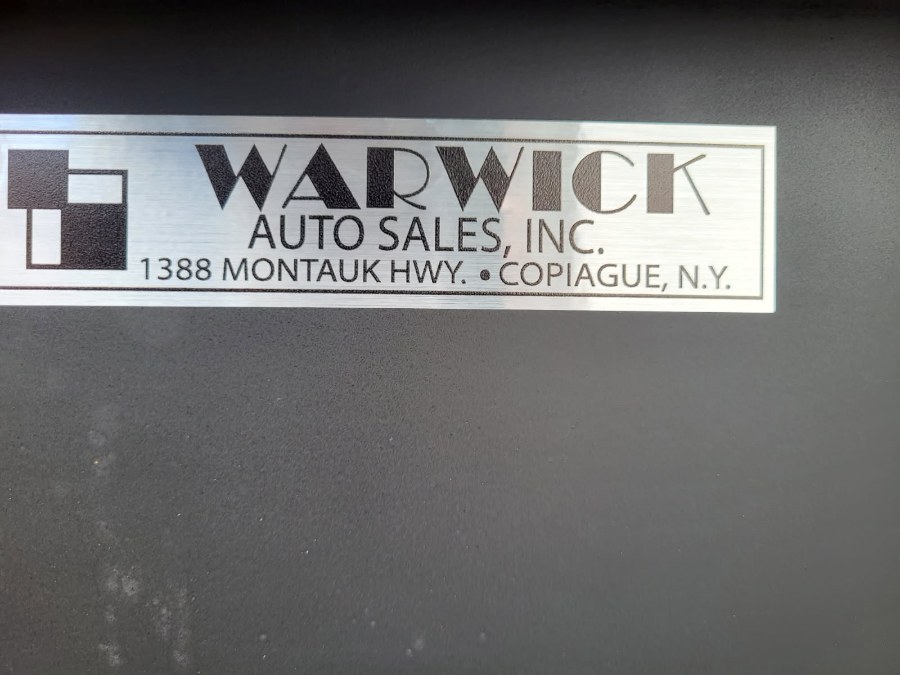 WARWICK
AUTO SALES, INC.
1388 MONTAUK HWY. • COPIAGUE, N.Y.